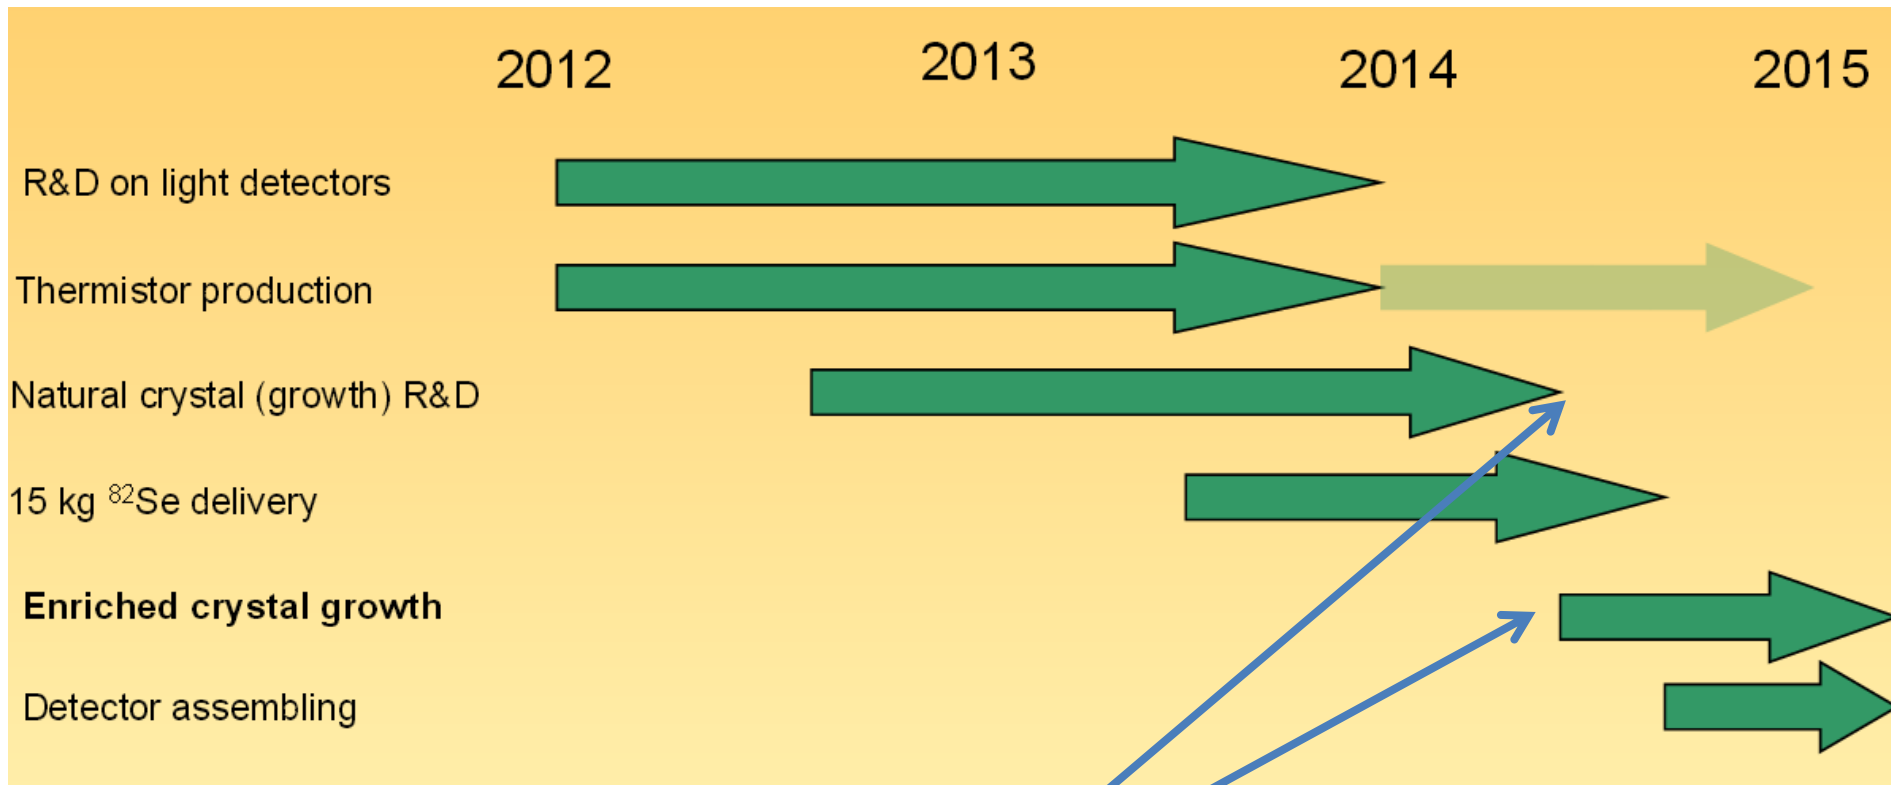 2012 2013 2014 2015
R&D on light detectors
Thermistor production
Natural crystal (growth) R&D
15 kg ⁸²Se delivery
Enriched crystal growth
Detector assembling